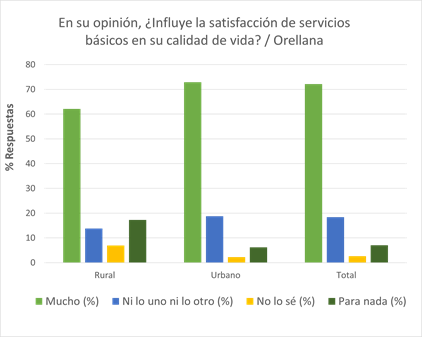 En su opinión, ¿Influye la satisfacción de servicios
básicos en su calidad de vida? / Orellana
80
70
60
50
40
30
20
10
0
% Respuestas
Rural Urbano Total
Mucho (%) Ni lo uno ni lo otro (%) No lo sé (%) Para nada (%)